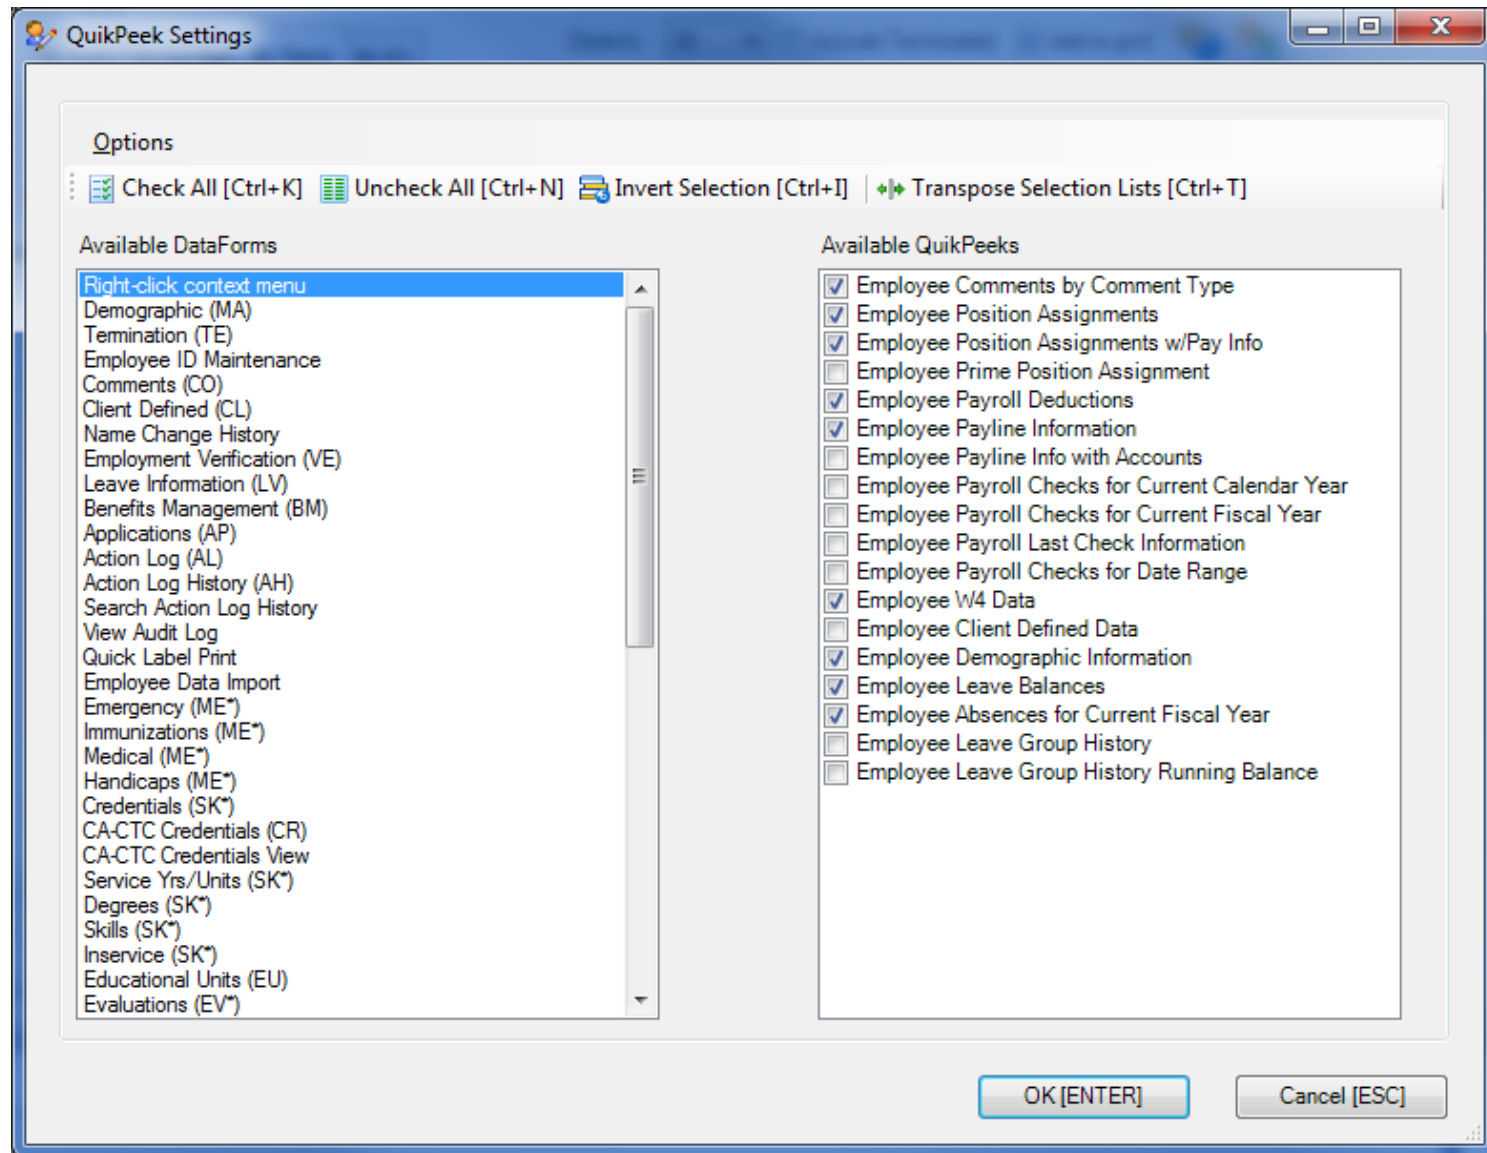 QuikPeek Settings
Options
Check All [Ctrl+K] Uncheck All [Ctrl+N] Invert Selection [Ctrl+I] Transpose Selection Lists [Ctrl+T]
Available DataForms
Right-click context menu
Demographic (MA)
Termination (TE)
Employee ID Maintenance
Comments (CO)
Client Defined (CL)
Name Change History
Employment Verification (VE)
Leave Information (LV)
Benefits Management (BM)
Applications (AP)
Action Log (AL)
Action Log History (AH)
Search Action Log History
View Audit Log
Quick Label Print
Employee Data Import
Emergency (ME*)
Immunizations (ME*)
Medical (ME*)
Handicaps (ME*)
Credentials (SK*)
CA-CTC Credentials (CR)
CA-CTC Credentials View
Service Yrs/Units (SK*)
Degrees (SK*)
Skills (SK*)
Inservice (SK*)
Educational Units (EU)
Evaluations (EV*)
Available QuikPeeks
Employee Comments by Comment Type
Employee Position Assignments
Employee Position Assignments w/Pay Info
Employee Prime Position Assignment
Employee Payroll Deductions
Employee Payline Information
Employee Payline Info with Accounts
Employee Payroll Checks for Current Calendar Year
Employee Payroll Checks for Current Fiscal Year
Employee Payroll Last Check Information
Employee Payroll Checks for Date Range
Employee W4 Data
Employee Client Defined Data
Employee Demographic Information
Employee Leave Balances
Employee Absences for Current Fiscal Year
Employee Leave Group History
Employee Leave Group History Running Balance
OK [ENTER]
Cancel [ESC]